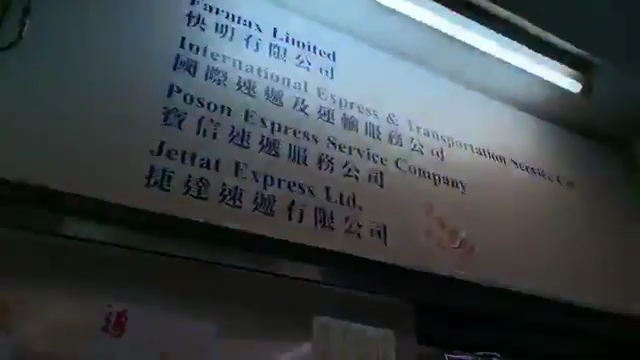 Farmax Limited
快明有限公司
International Express & Transportation Service Co.
國際速遞及運輸服務公司
Poson Express Service Company
寶信速遞服務公司
Jettat Express Ltd.
捷達速遞有限公司